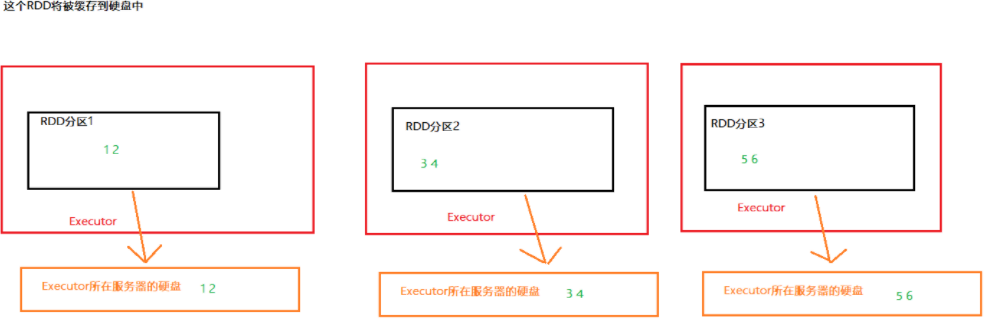 这个RDD将被缓存到硬盘中
RDD分区1
1 2
Executor
Executor所在服务器的硬盘 1 2
RDD分区2
3 4
Executor
Executor所在服务器的硬盘 3 4
RDD分区3
5 6
Executor
Executor所在服务器的硬盘 5 6